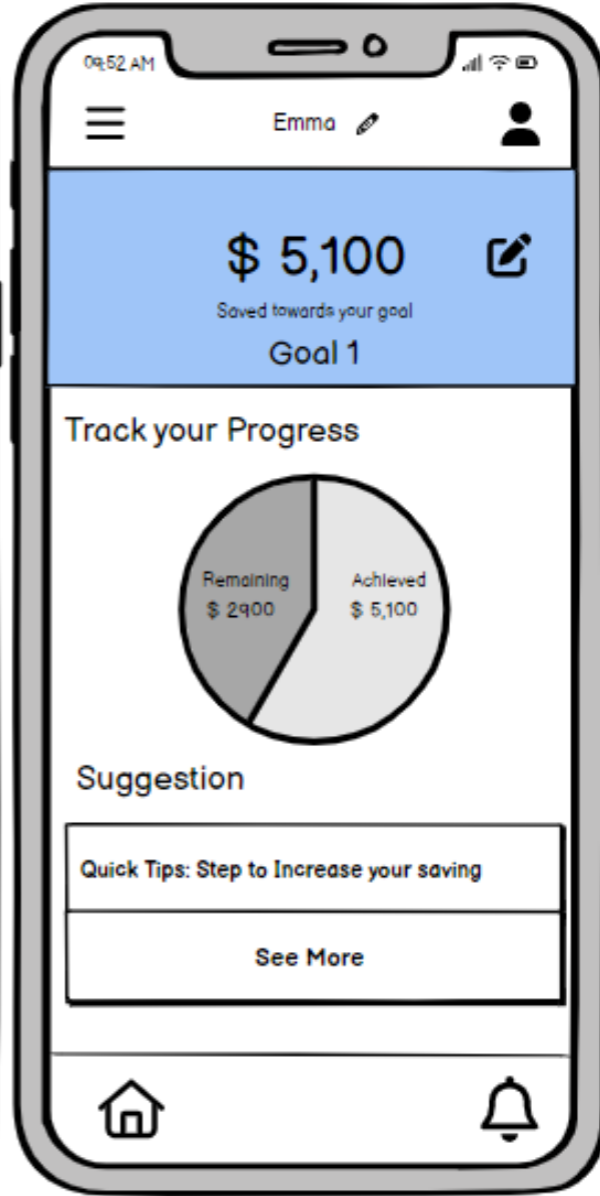 09:52 AM
Emma
$ 5,100
Saved towards your goal
Goal 1
Track your Progress
Remaining
$ 2900
Achieved
$ 5,100
Suggestion
Quick Tips: Step to Increase your saving
See More